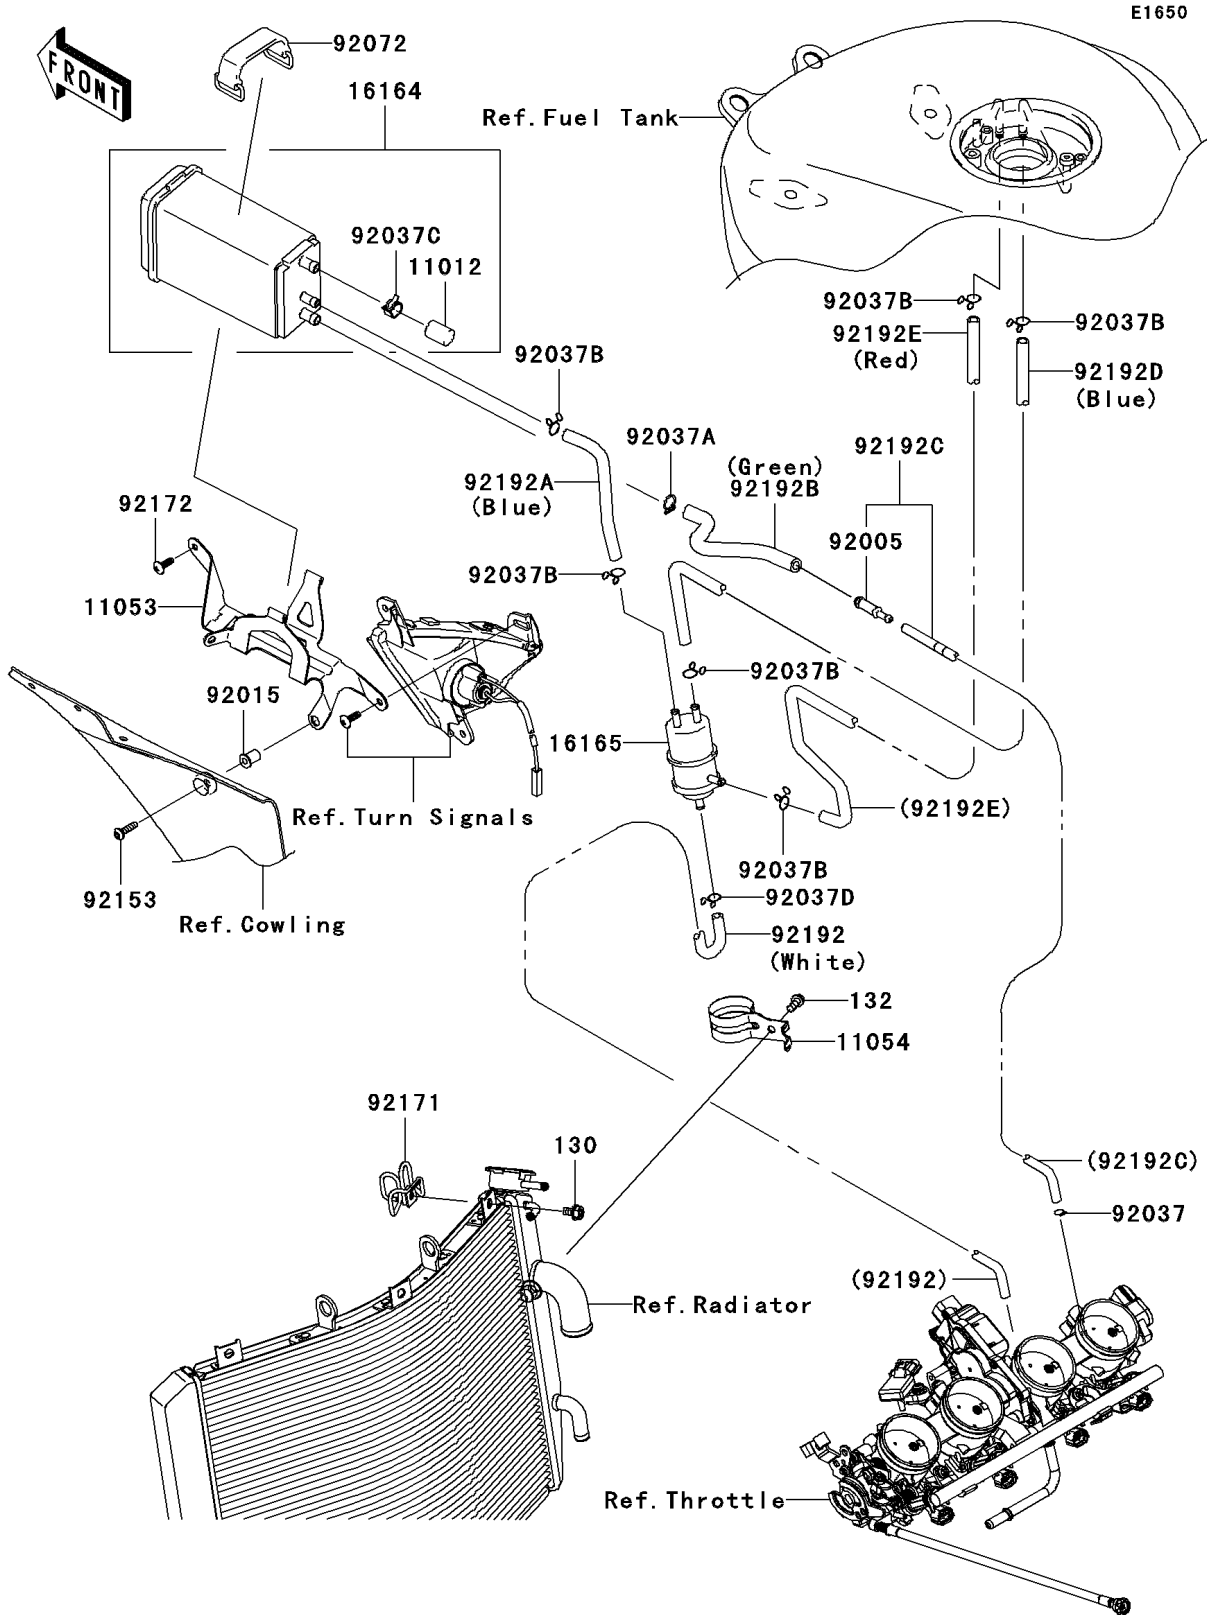 E1650
FRONT
92072
16164
Ref.Fuel Tank
92037C
11012
92037B
92037B
92192E
(Red)
92037B
92192D
(Blue)
92037A
92192C
(Green)
92192B
92192A
(Blue)
92172
92005
92037B
11053
92037B
92015
16165
Ref.Turn Signals
(92192E)
92037B
92153
92037D
Ref.Cowling
92192
(White)
132
11054
92171
130
(92192C)
92037
(92192)
Ref.Radiator
Ref.Throttle